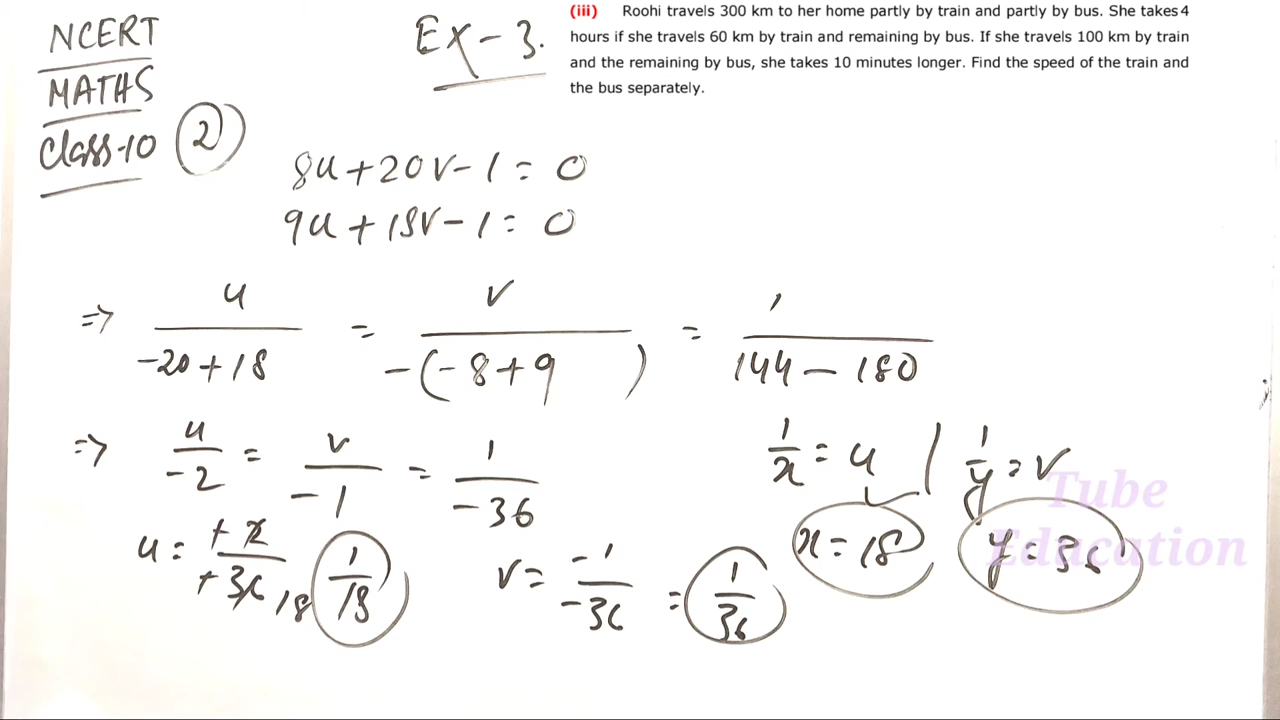 NCERT
MATHS
Class-10 (2)
Ex-3.
(iii) Roohi travels 300 km to her home partly by train and partly by bus. She takes 4
hours if she travels 60 km by train and remaining by bus. If she travels 100 km by train
and the remaining by bus, she takes 10 minutes longer. Find the speed of the train and
the bus separately.
8u+20v-1=0
9u+18v-1=0
=> u/(-20+18) = v/(-(-8+9)) = 1/(144-180)
=> u/-2 = v/-1 = 1/-36
1/x = u | 1/y = v
u = +2/+36 18 1/18
v = -1/-36 = 1/36
x=18 y=36
Tube
Education